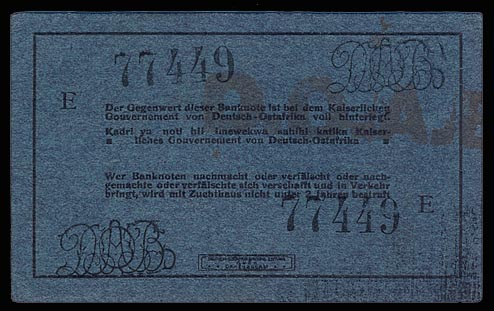 77449
DOAB
E
Der Gegenwert dieser Banknote ist bei dem Kaiserlichen
Gouvernement von Deutsch-Ostafrika voll hinterlegt.
Kadri ya noti hii imewekwa sahihi katika Kaiser-
liches Gouvernement von Deutsch-Ostafrika
Wer Banknoten nachmacht oder verfälscht oder nach-
gemachte oder verfälschte sich verschafft und in Verkehr
bringt, wird mit Zuchthaus nicht unter 2 Jahren bestraft
77449
E
DOAB